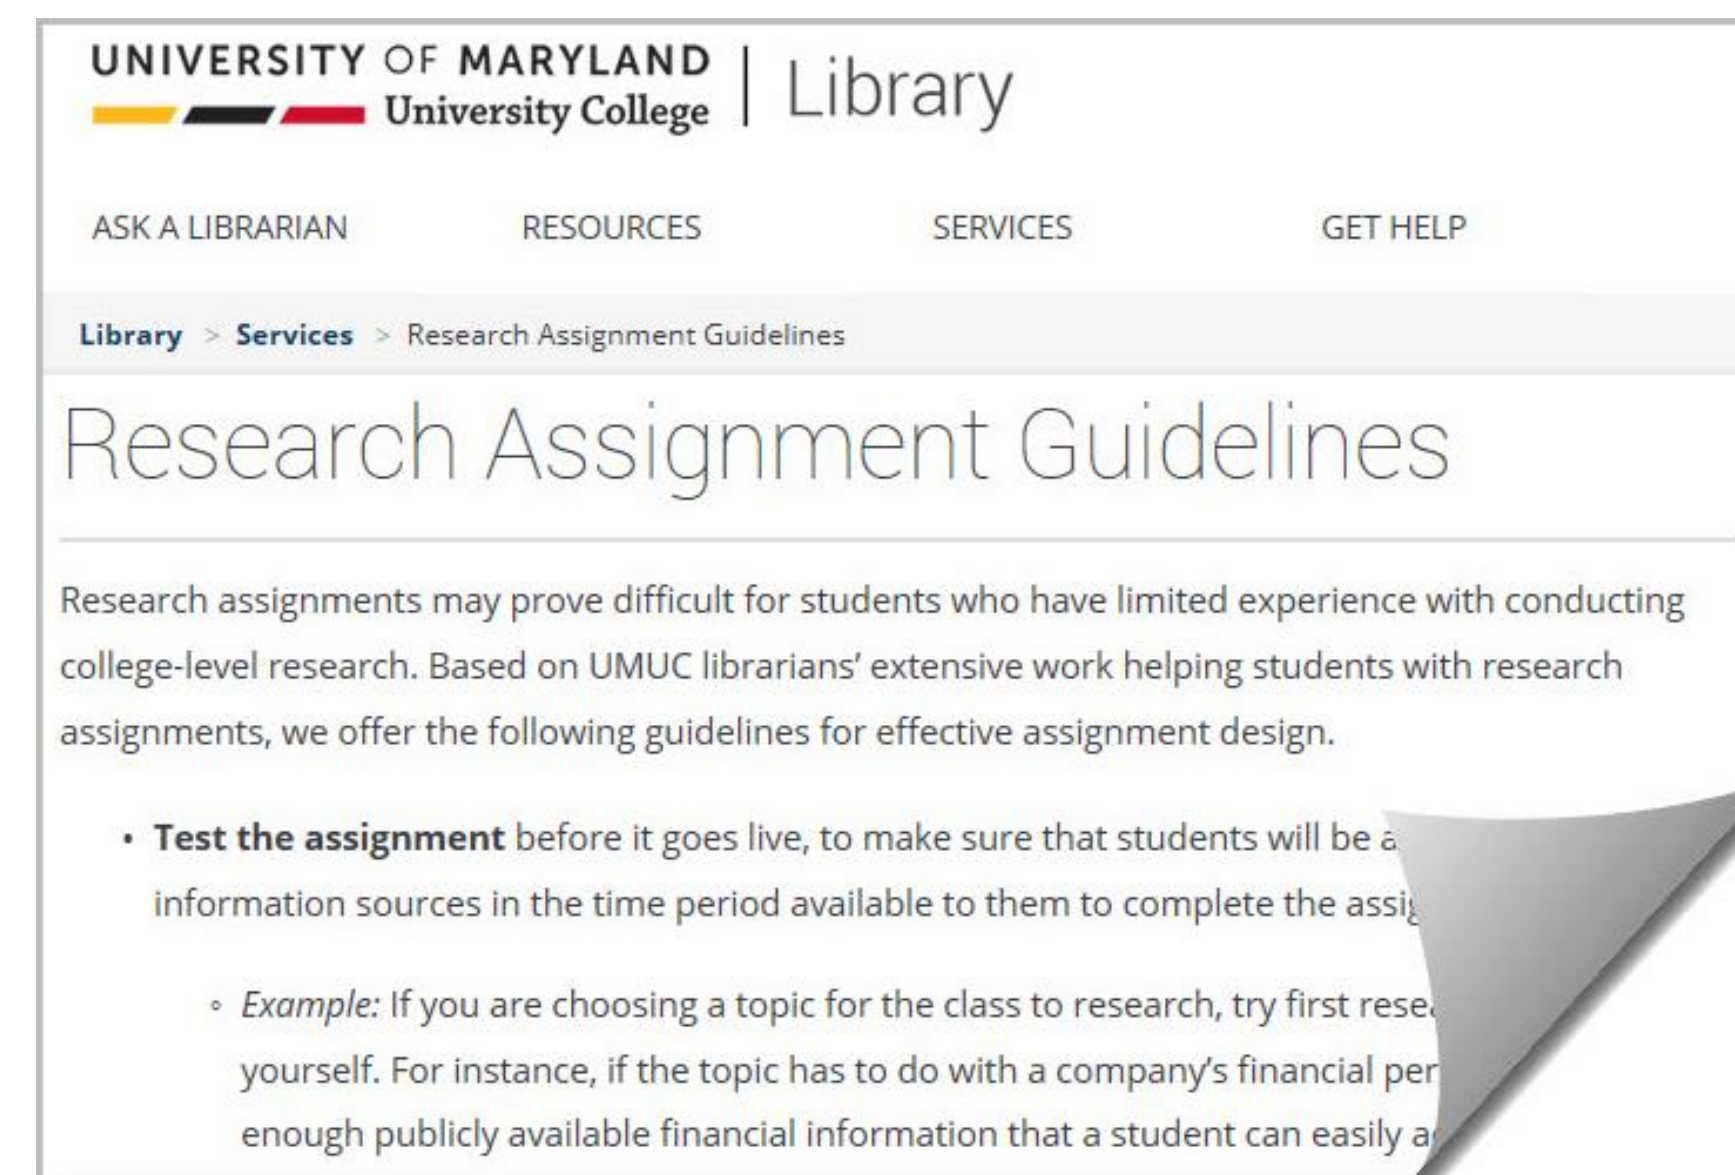 UNIVERSITY OF MARYLAND
University College
Library
ASK A LIBRARIAN RESOURCES SERVICES GET HELP
Library > Services > Research Assignment Guidelines
Research Assignment Guidelines
Research assignments may prove difficult for students who have limited experience with conducting
college-level research. Based on UMUC librarians’ extensive work helping students with research
assignments, we offer the following guidelines for effective assignment design.
• Test the assignment before it goes live, to make sure that students will be
information sources in the time period available to them to complete the
◦ Example: If you are choosing a topic for the class to research, try first
yourself. For instance, if the topic has to do with a company’s financial
enough publicly available financial information that a student can easily